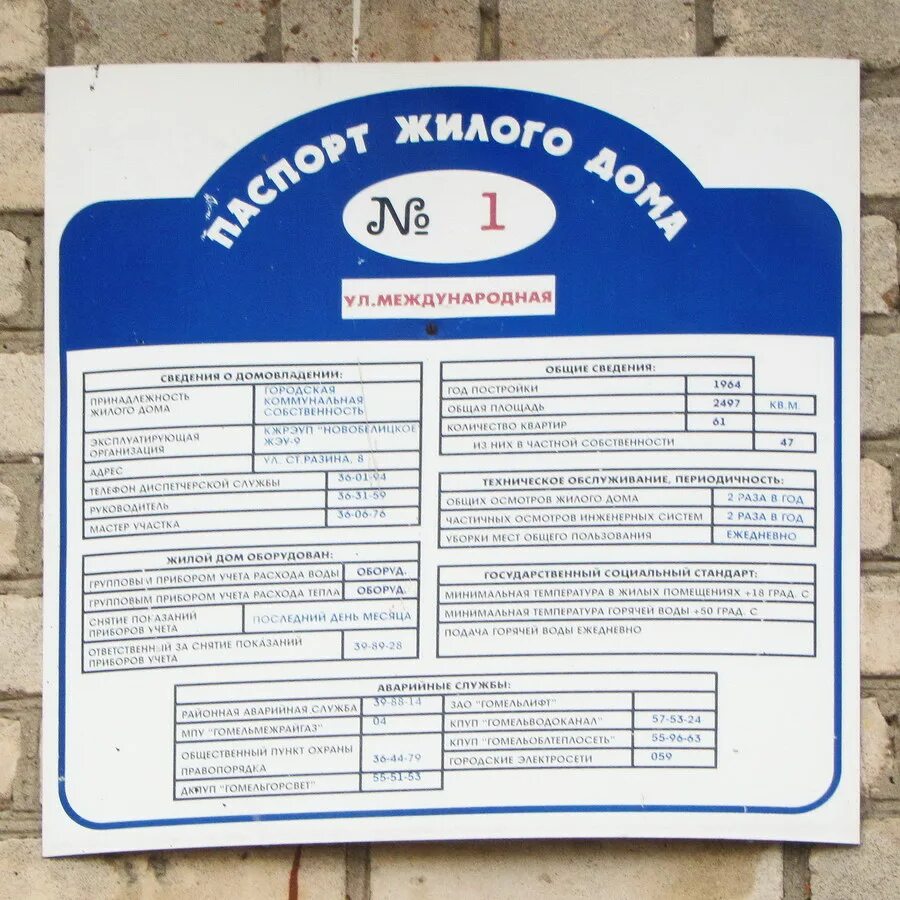 ПАСПОРТ ЖИЛОГО ДОМА
№ 1
УЛ.МЕЖДУНАРОДНАЯ
СВЕДЕНИЯ О ДОМОВЛАДЕНИИ:
ПРИНАДЛЕЖНОСТЬ ЖИЛОГО ДОМА
ГОРОДСКАЯ КОММУНАЛЬНАЯ СОБСТВЕННОСТЬ
ЭКСПЛУАТИРУЮЩАЯ ОРГАНИЗАЦИЯ
КЖРЭУП "НОВОБЕЛИЦКОЕ" ЖЭУ-9
АДРЕС УЛ. СТ.РАЗИНА, 8
ТЕЛЕФОН ДИСПЕТЧЕРСКОЙ СЛУЖБЫ 36-01-94
РУКОВОДИТЕЛЬ 36-31-59
МАСТЕР УЧАСТКА 36-06-76
ЖИЛОЙ ДОМ ОБОРУДОВАН:
ГРУППОВЫМ ПРИБОРОМ УЧЕТА РАСХОДА ВОДЫ ОБОРУД.
ГРУППОВЫМ ПРИБОРОМ УЧЕТА РАСХОДА ТЕПЛА ОБОРУД.
СНЯТИЕ ПОКАЗАНИЙ ПРИБОРОВ УЧЕТА
ПОСЛЕДНИЙ ДЕНЬ МЕСЯЦА
ОТВЕТСТВЕННЫЙ ЗА СНЯТИЕ ПОКАЗАНИЙ ПРИБОРОВ УЧЕТА
39-89-28
ОБЩИЕ СВЕДЕНИЯ:
ГОД ПОСТРОЙКИ 1964
ОБЩАЯ ПЛОЩАДЬ 2497 КВ.М.
КОЛИЧЕСТВО КВАРТИР 61
ИЗ НИХ В ЧАСТНОЙ СОБСТВЕННОСТИ 47
ТЕХНИЧЕСКОЕ ОБСЛУЖИВАНИЕ, ПЕРИОДИЧНОСТЬ:
ОБЩИХ ОСМОТРОВ ЖИЛОГО ДОМА 2 РАЗА В ГОД
ЧАСТИЧНЫХ ОСМОТРОВ ИНЖЕНЕРНЫХ СИСТЕМ 2 РАЗА В ГОД
УБОРКИ МЕСТ ОБЩЕГО ПОЛЬЗОВАНИЯ ЕЖЕДНЕВНО
ГОСУДАРСТВЕННЫЙ СОЦИАЛЬНЫЙ СТАНДАРТ:
МИНИМАЛЬНАЯ ТЕМПЕРАТУРА В ЖИЛЫХ ПОМЕЩЕНИЯХ +18 ГРАД. С
МИНИМАЛЬНАЯ ТЕМПЕРАТУРА ГОРЯЧЕЙ ВОДЫ +50 ГРАД. С
ПОДАЧА ГОРЯЧЕЙ ВОДЫ ЕЖЕДНЕВНО
АВАРИЙНЫЕ СЛУЖБЫ:
РАЙОННАЯ АВАРИЙНАЯ СЛУЖБА 39-88-14
МПУ "ГОМЕЛЬМЕЖРАЙГАЗ" 04
ОБЩЕСТВЕННЫЙ ПУНКТ ОХРАНЫ ПРАВОПОРЯДКА
36-44-79
ДКПУП "ГОМЕЛЬГОРСВЕТ" 55-51-53
ЗАО "ГОМЕЛЬЛИФТ"
КПУП "ГОМЕЛЬВОДОКАНАЛ" 57-53-24
КПУП "ГОМЕЛЬОБЛТЕПЛОСЕТЬ" 55-96-63
ГОРОДСКИЕ ЭЛЕКТРОСЕТИ 059